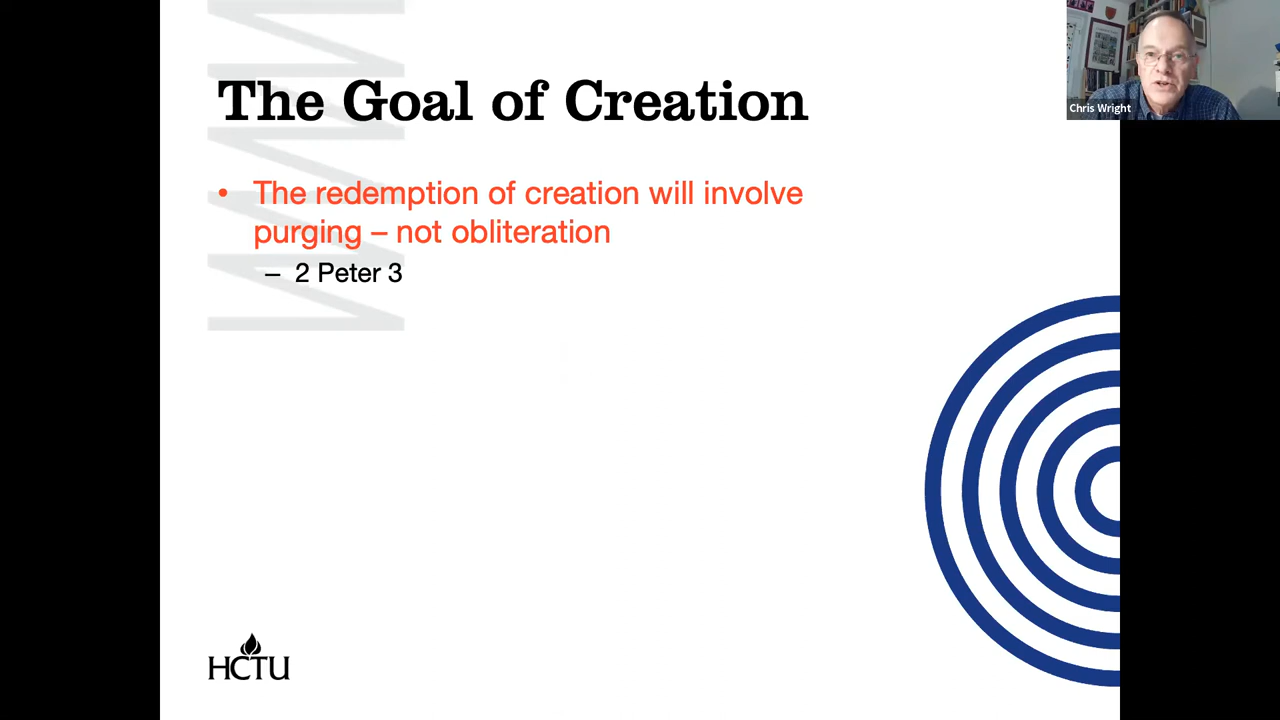 The Goal of Creation
• The redemption of creation will involve
purging – not obliteration
– 2 Peter 3
HCTU
Chris Wright